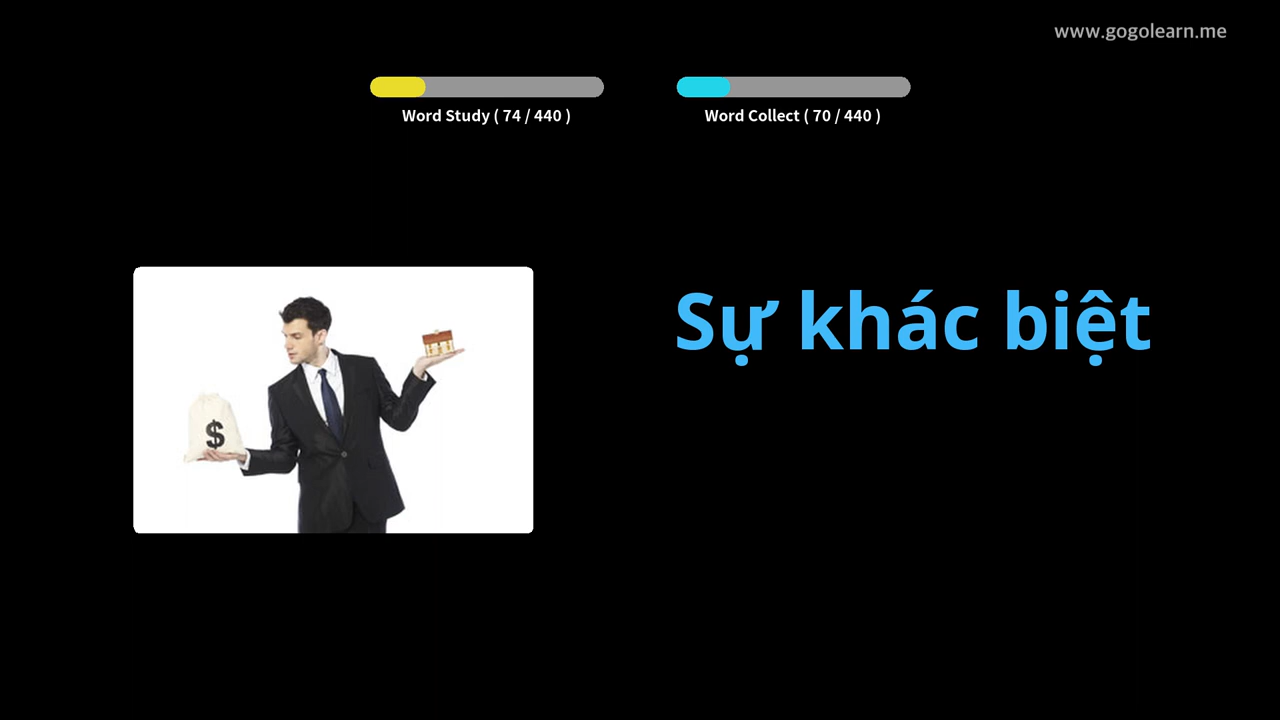 www.gogolearn.me
Word Study ( 74 / 440 )
Word Collect ( 70 / 440 )
$
Sự khác biệt